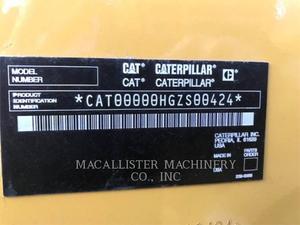 CAT CATERPILLAR C
MODEL NUMBER CAT CATERPILLAR
PRODUCT IDENTIFICATION NUMBER *CAT00000HGZS00424*
CATERPILLAR INC.
PEORIA, IL 61629
USA
MADE IN
USA
MACALLISTER MACHINERY
CO., INC